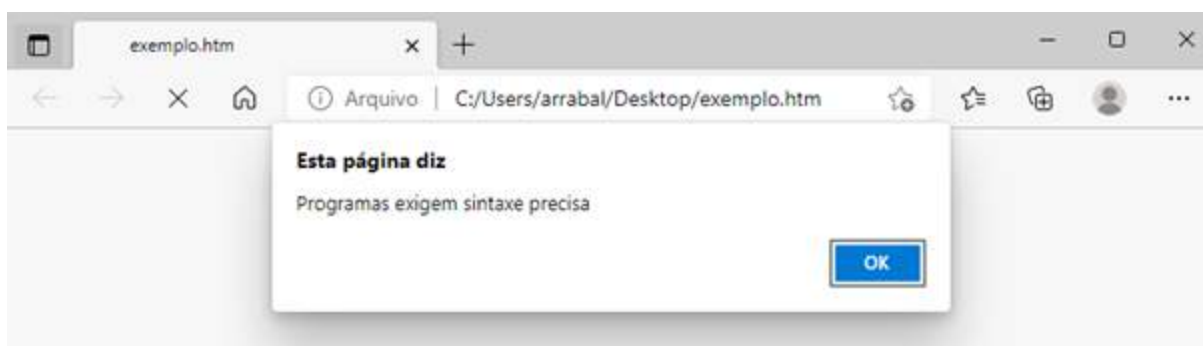 exemplo.htm
Arquivo | C:/Users/arrabal/Desktop/exemplo.htm
Esta página diz
Programas exigem sintaxe precisa
OK